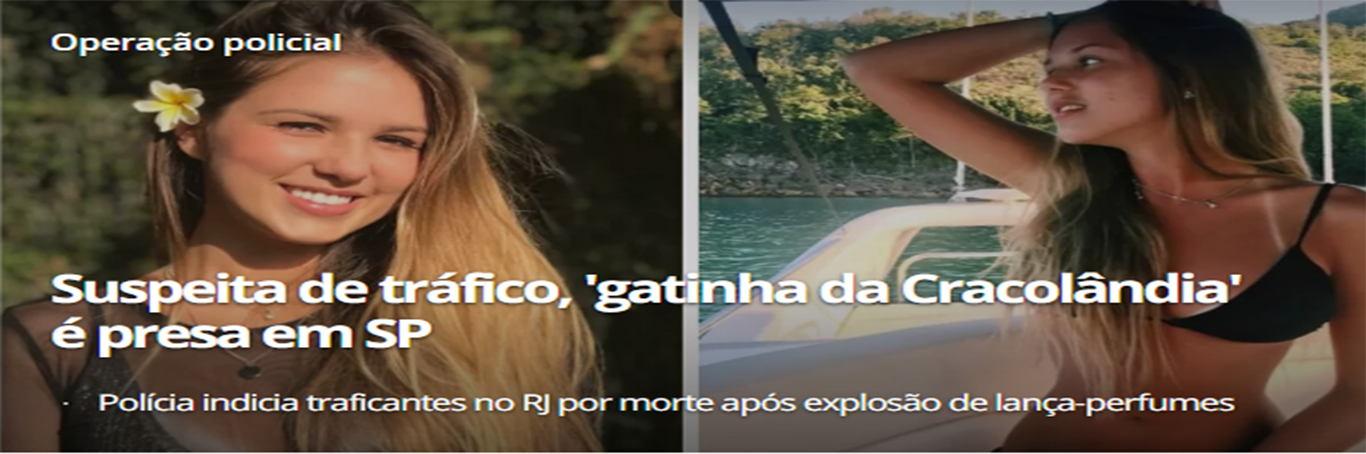 Operação policial
Suspeita de tráfico, 'gatinha da Cracolândia'
é presa em SP
· Polícia indicia traficantes no RJ por morte após explosão de lança-perfumes